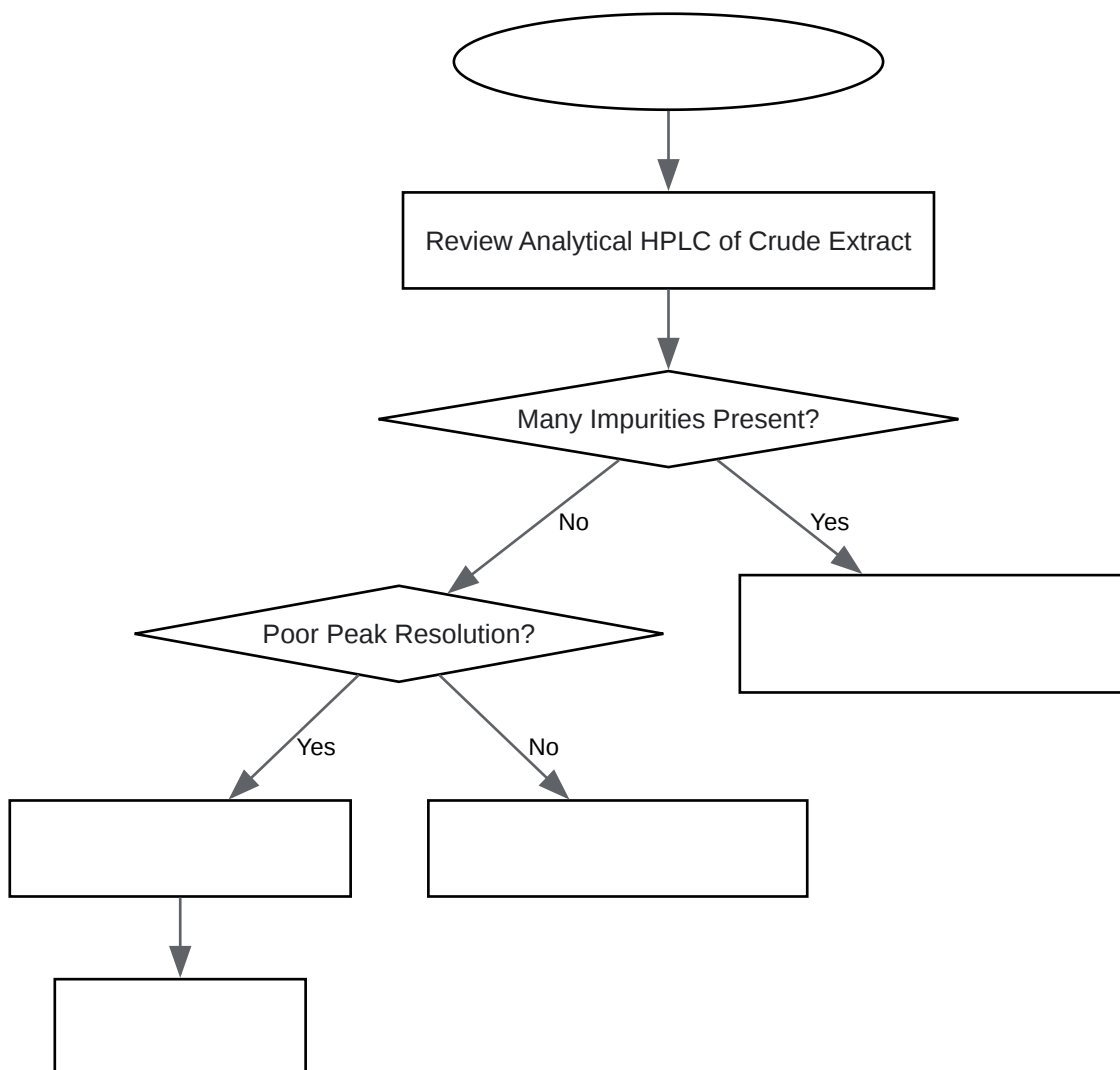 Review Analytical HPLC of Crude Extract
Many Impurities Present?
No
Yes
Poor Peak Resolution?
Yes
No